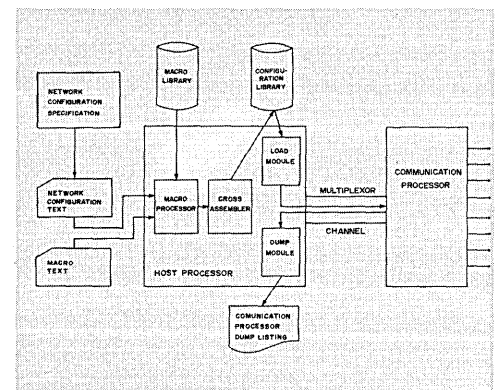 MACRO
LIBRARY
CONFIGU-
RATION
LIBRARY
NETWORK
CONFIGURATION
SPECIFICATION
LOAD
MODULE
COMMUNICATION
PROCESSOR
NETWORK
CONFIGURATION
TEXT
MACRO
PROCESSOR
CROSS
ASSEMBLER
MULTIPLEXOR
CHANNEL
MACRO
TEXT
DUMP
MODULE
HOST PROCESSOR
COMUNICATION
PROCESSOR
DUMP LISTING